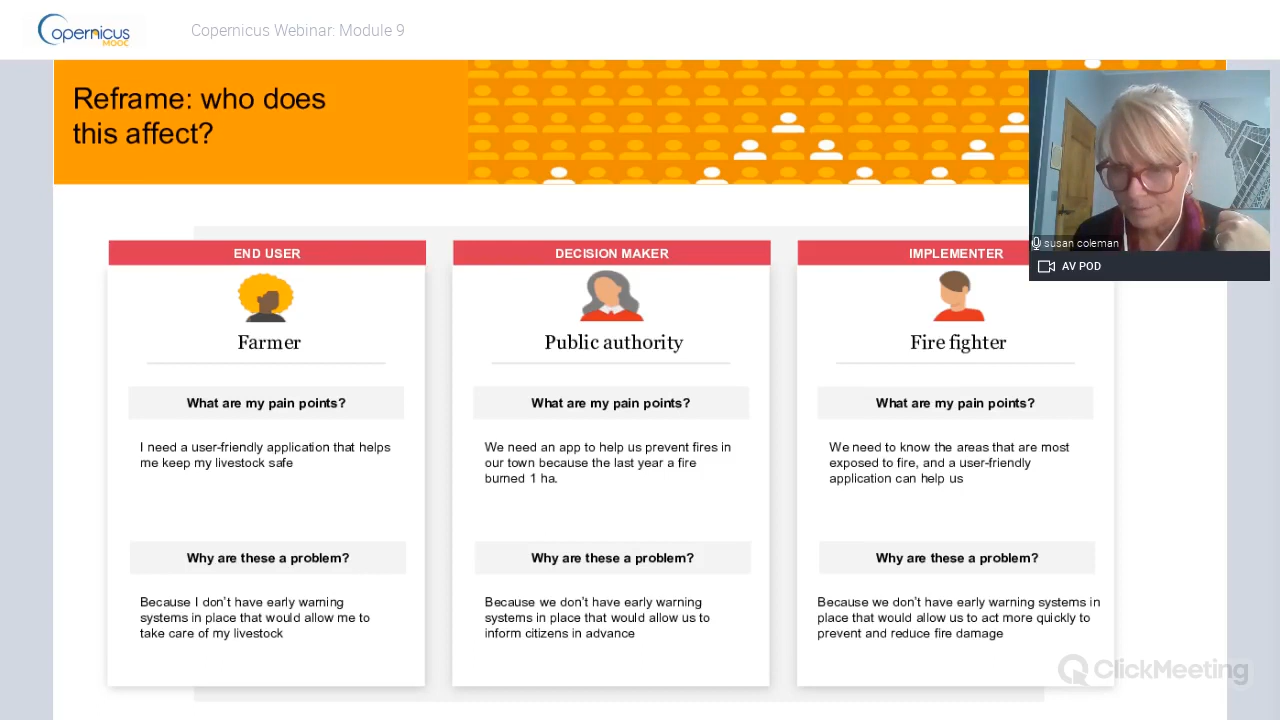 Copernicus
MOOC
Copernicus Webinar: Module 9
Reframe: who does
this affect?
susan coleman
AV POD
END USER
Farmer
What are my pain points?
I need a user-friendly application that helps
me keep my livestock safe
Why are these a problem?
Because I don't have early warning
systems in place that would allow me to
take care of my livestock
DECISION MAKER
Public authority
What are my pain points?
We need an app to help us prevent fires in
our town because the last year a fire
burned 1 ha.
Why are these a problem?
Because we don't have early warning
systems in place that would allow us to
inform citizens in advance
IMPLEMENTER
Fire fighter
What are my pain points?
We need to know the areas that are most
exposed to fire, and a user-friendly
application can help us
Why are these a problem?
Because we don't have early warning systems in
place that would allow us to act more quickly to
prevent and reduce fire damage
ClickMeeting